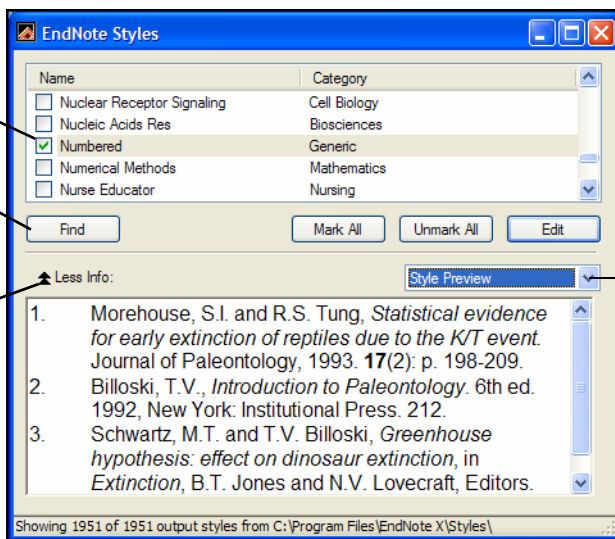 EndNote Styles
Name Category
Nuclear Receptor Signaling Cell Biology
Nucleic Acids Res Biosciences
Numbered Generic
Numerical Methods Mathematics
Nurse Educator Nursing
Find Mark All Unmark All Edit
Less Info: Style Preview
1. Morehouse, S.I. and R.S. Tung, Statistical evidence
for early extinction of reptiles due to the K/T event.
Journal of Paleontology, 1993. 17(2): p. 198-209.
2. Billoski, T.V., Introduction to Paleontology. 6th ed.
1992, New York: Institutional Press. 212.
3. Schwartz, M.T. and T.V. Billoski, Greenhouse
hypothesis: effect on dinosaur extinction, in
Extinction, B.T. Jones and N.V. Lovecraft, Editors.
Showing 1951 of 1951 output styles from C:\Program Files\EndNote X\Styles\